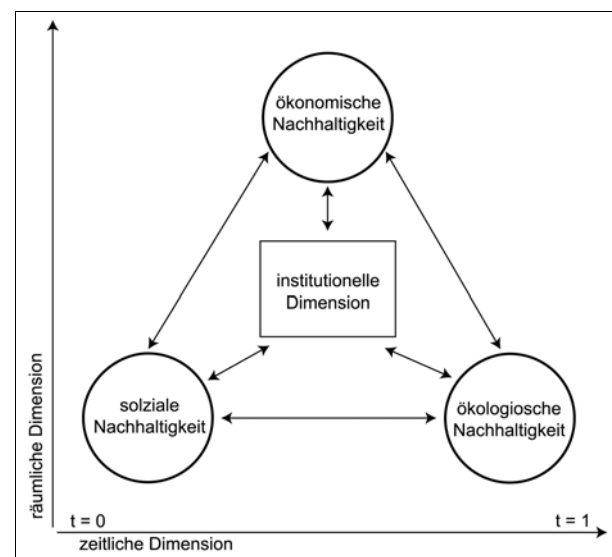 ökonomische
Nachhaltigkeit
institutionelle
Dimension
solziale
Nachhaltigkeit
ökologiosche
Nachhaltigkeit
räumliche Dimension
t = 0
t = 1
zeitliche Dimension